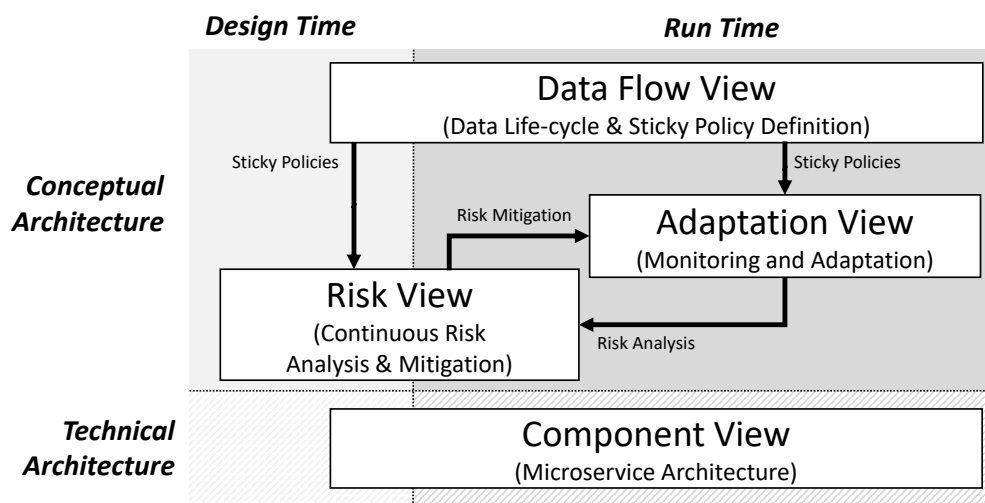 Design Time
Run Time
Data Flow View
(Data Life-cycle & Sticky Policy Definition)
Sticky Policies
Sticky Policies
Conceptual
Architecture
Risk Mitigation
Adaptation View
(Monitoring and Adaptation)
Risk View
(Continuous Risk
Analysis & Mitigation)
Risk Analysis
Technical
Architecture
Component View
(Microservice Architecture)